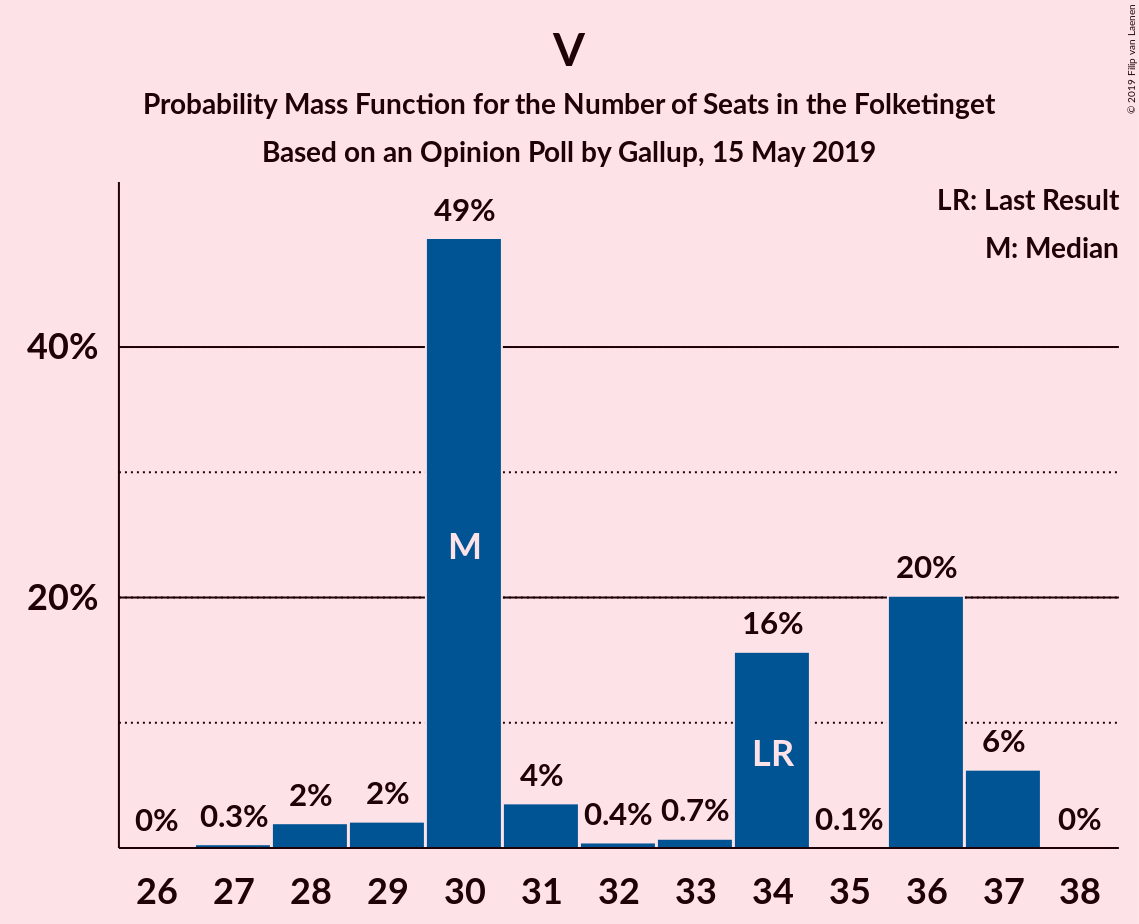 V
Probability Mass Function for the Number of Seats in the Folketinget
Based on an Opinion Poll by Gallup, 15 May 2019
© 2019 Filip van Laenen
LR: Last Result
M: Median
40%
20%
0%
0.3%
2%
2%
49%
M
4%
0.4%
0.7%
16%
LR
0.1%
20%
6%
0%
26 27 28 29 30 31 32 33 34 35 36 37 38